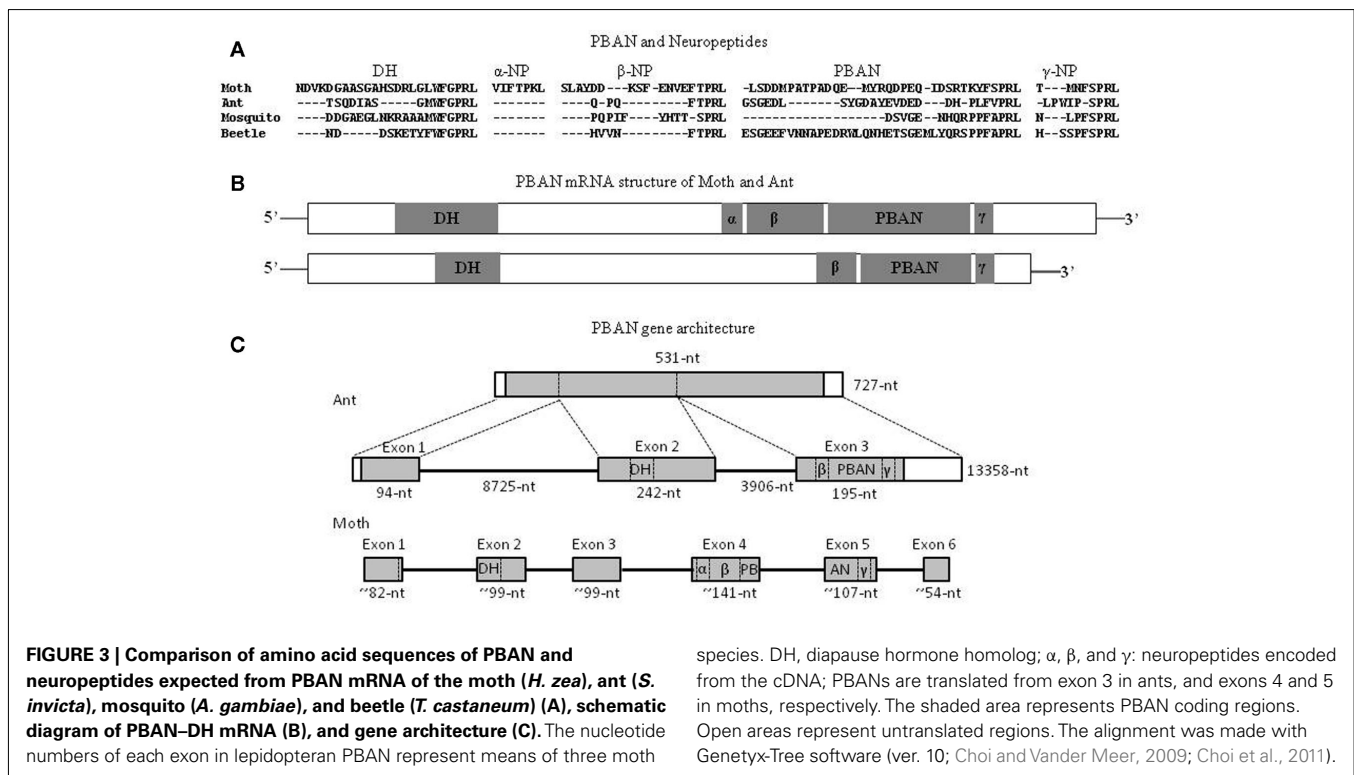 A
PBAN and Neuropeptides
DH α-NP β-NP PBAN γ-NP
Moth NDVKDGAASGAHSDRLGLWFGPRL VIFTPKL SLAYDD---KSF-ENVEFTPRL -LSDDMPATPADQE--MYRQDPEQ-IDSRTKYFSPRL T---MNFSPRL
Ant ----TSQDIAS-----GMWFGPRL ------- ----Q-PQ-------FTPRL GSGEDL-------SYGDAYEVDED---DH-PLFVPRL -LPWIP-SPRL
Mosquito ----DDGAEGLNKRAAAMWFGPRL ------- ----PQPIF---YHTT-SPRL -----------------DSVGE--NHQRPPFAPRL N---LPFSPRL
Beetle ----ND-----DSKETYFWFGPRL ------- ----HVVN-------FTPRL ESGEEFVNNAPEDRWLQNHETSGEMLYQRSPPFAPRL H---SSPFSPRL
B
PBAN mRNA structure of Moth and Ant
5' DH α β PBAN γ 3'
5' DH β PBAN γ 3'
PBAN gene architecture
C
531-nt
727-nt
Ant
Exon 1 Exon 2 Exon 3
DH β PBAN γ
13358-nt
94-nt 8725-nt 242-nt 3906-nt 195-nt
Moth
Exon 1 Exon 2 Exon 3 Exon 4 Exon 5 Exon 6
DH α β PB AN γ
~82-nt ~99-nt ~99-nt ~141-nt ~107-nt ~54-nt
FIGURE 3 | Comparison of amino acid sequences of PBAN and
neuropeptides expected from PBAN mRNA of the moth (H. zea), ant (S.
invicta), mosquito (A. gambiae), and beetle (T. castaneum) (A), schematic
diagram of PBAN–DH mRNA (B), and gene architecture (C). The nucleotide
numbers of each exon in lepidopteran PBAN represent means of three moth
species. DH, diapause hormone homolog; α, β, and γ: neuropeptides encoded
from the cDNA; PBANs are translated from exon 3 in ants, and exons 4 and 5
in moths, respectively. The shaded area represents PBAN coding regions.
Open areas represent untranslated regions. The alignment was made with
Genetyx-Tree software (ver. 10; Choi and Vander Meer, 2009; Choi et al., 2011).